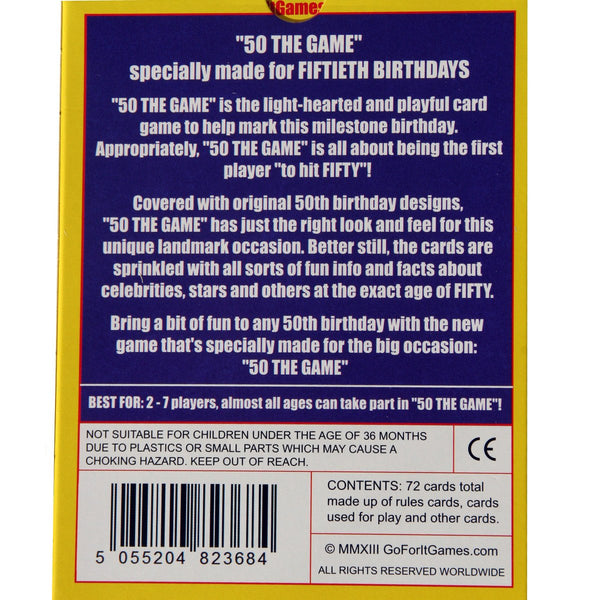 Games
"50 THE GAME"
specially made for FIFTIETH BIRTHDAYS
"50 THE GAME" is the light-hearted and playful card
game to help mark this milestone birthday.
Appropriately, "50 THE GAME" is all about being the first
player "to hit FIFTY"!
Covered with original 50th birthday designs,
"50 THE GAME" has just the right look and feel for this
unique landmark occasion. Better still, the cards are
sprinkled with all sorts of fun info and facts about
celebrities, stars and others at the exact age of FIFTY.
Bring a bit of fun to any 50th birthday with the new
game that's specially made for the big occasion:
"50 THE GAME"
BEST FOR: 2 - 7 players, almost all ages can take part in "50 THE GAME"!
NOT SUITABLE FOR CHILDREN UNDER THE AGE OF 36 MONTHS
DUE TO PLASTICS OR SMALL PARTS WHICH MAY CAUSE A
CHOKING HAZARD. KEEP OUT OF REACH.
CE
CONTENTS: 72 cards total
made up of rules cards, cards
used for play and other cards.
5 055204 823684
© MMXIII GoForItGames.com
ALL RIGHTS RESERVED WORLDWIDE